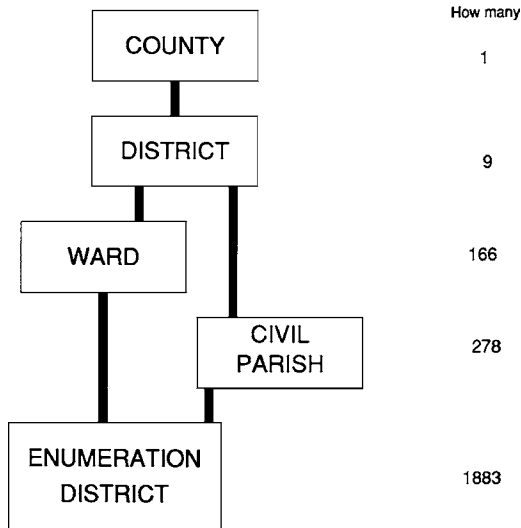 How many
COUNTY
1
DISTRICT
9
WARD
166
CIVIL
PARISH
278
ENUMERATION
DISTRICT
1883